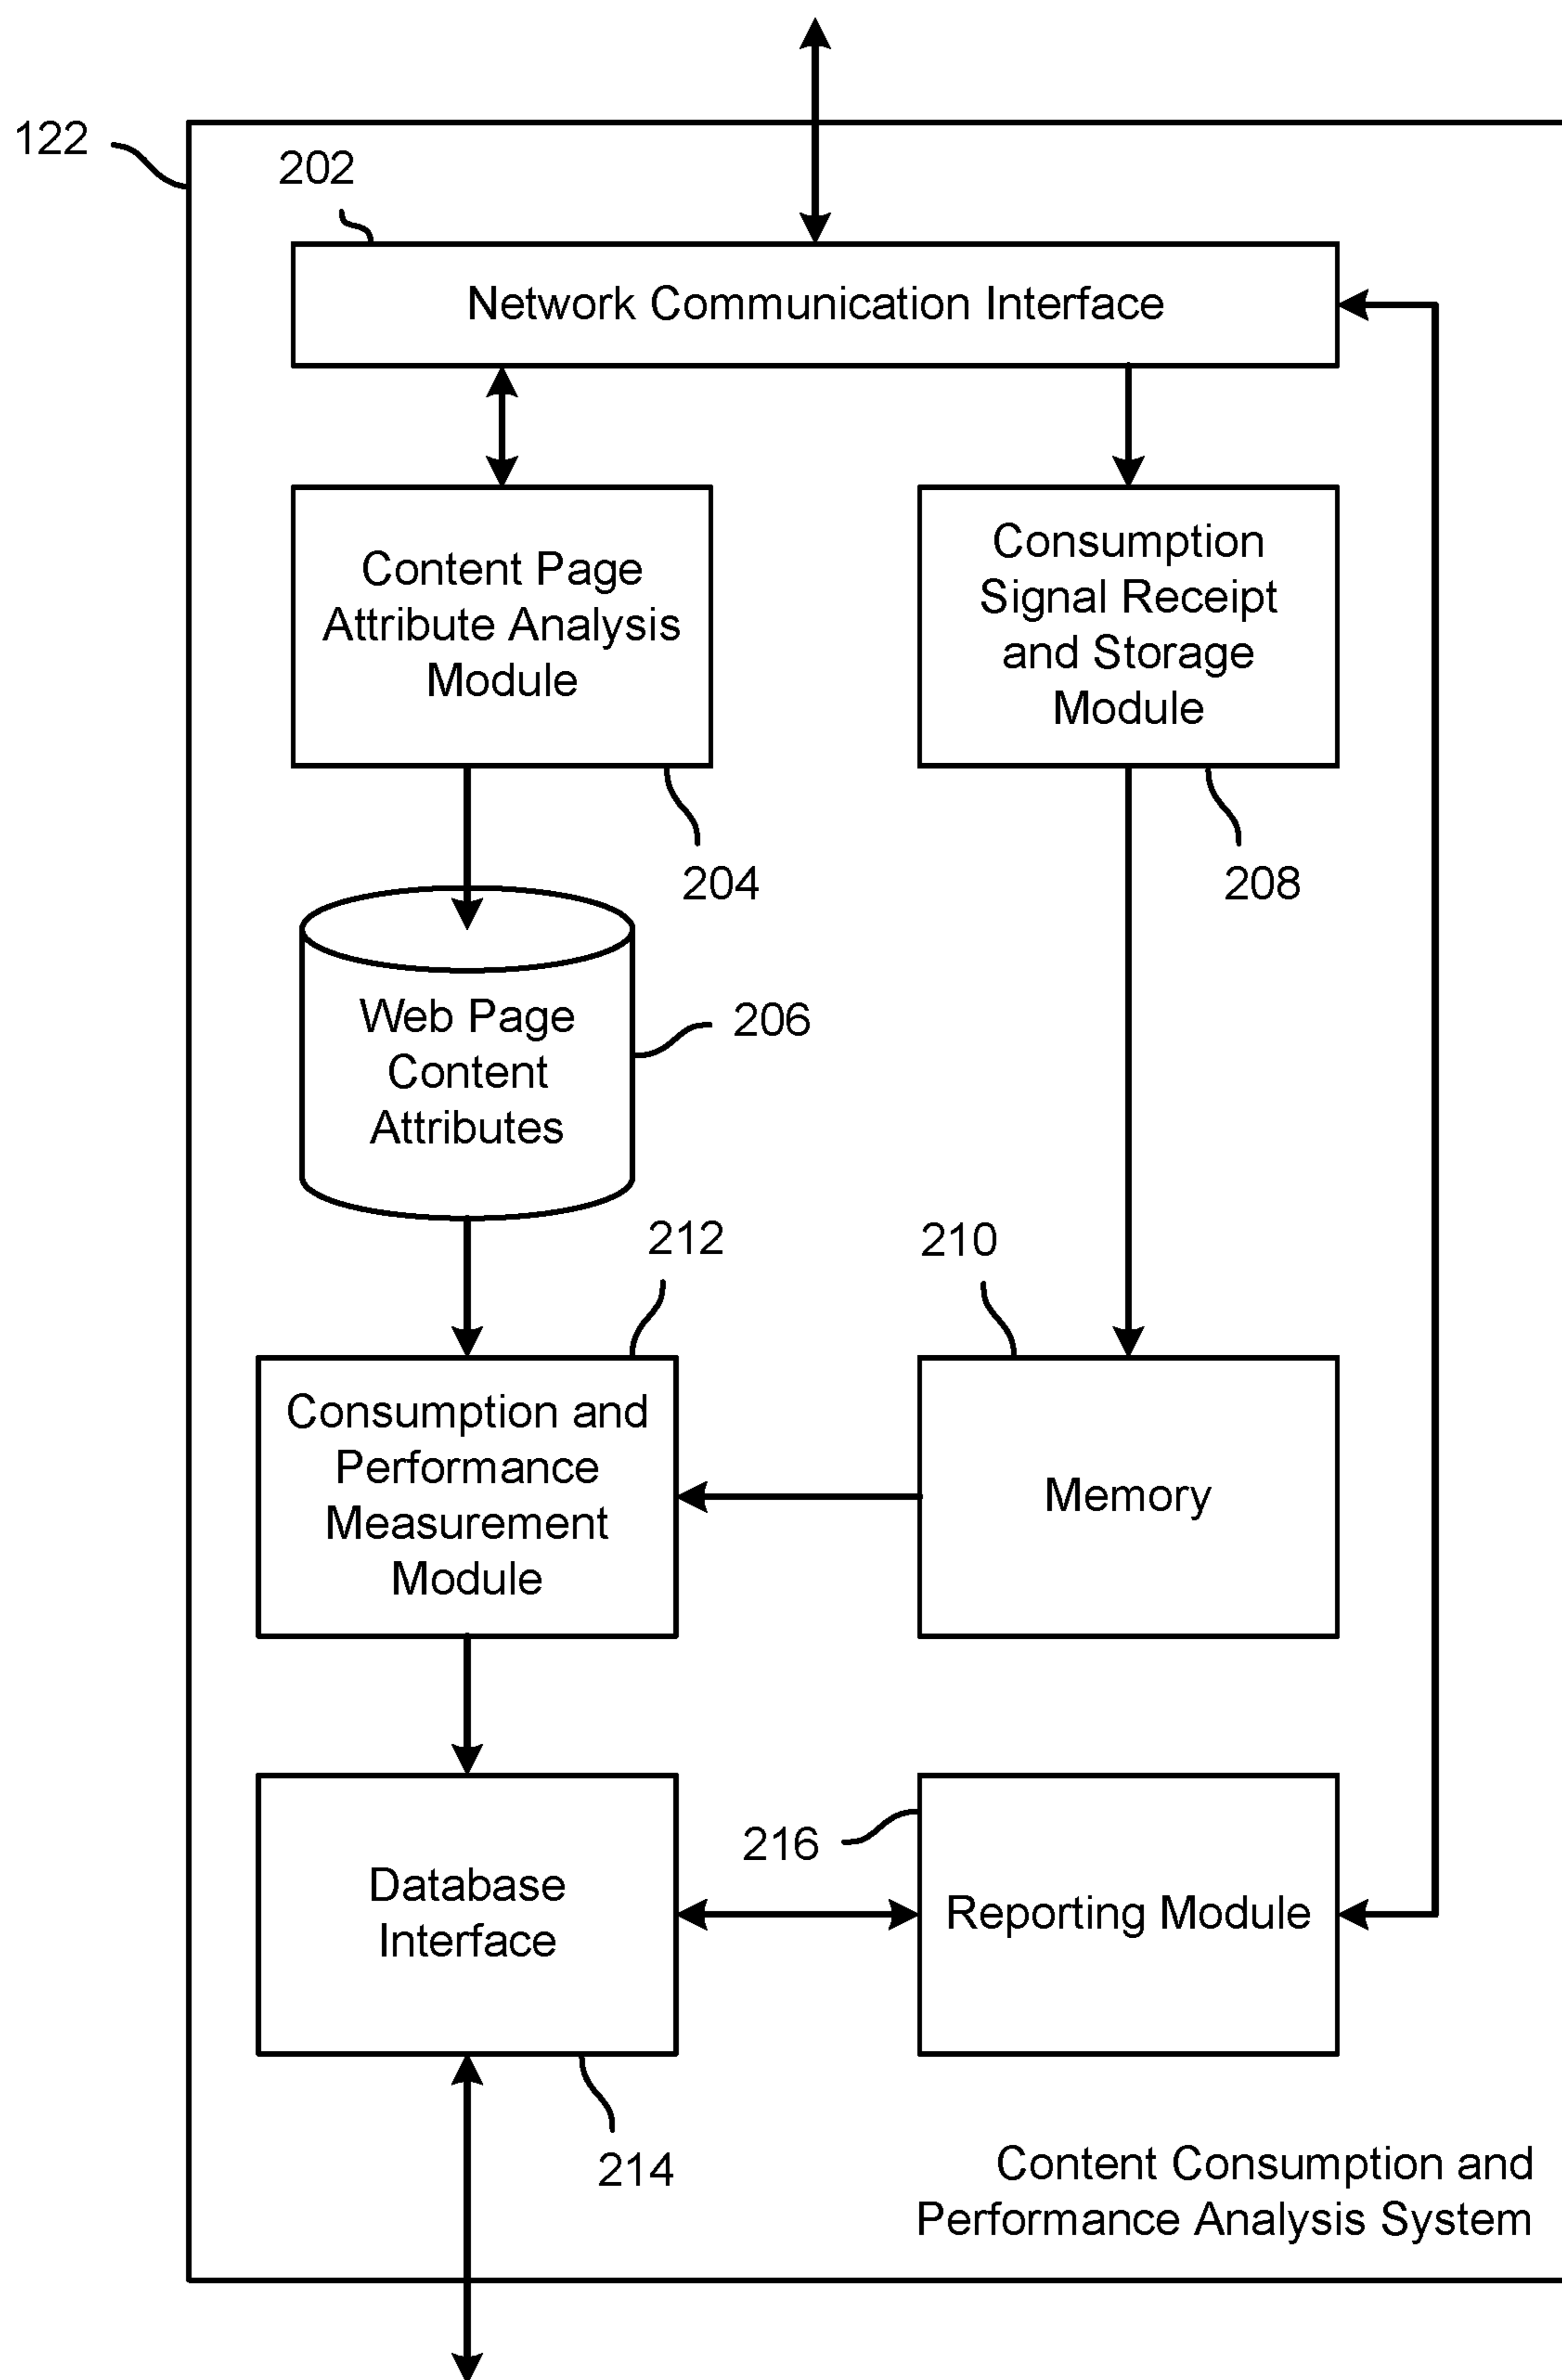 122
202
Network Communication Interface
Content Page
Attribute Analysis
Module
Consumption
Signal Receipt
and Storage
Module
204
208
Web Page
Content
Attributes
206
212
210
Consumption and
Performance
Measurement
Module
Memory
Database
Interface
216
Reporting Module
214
Content Consumption and
Performance Analysis System